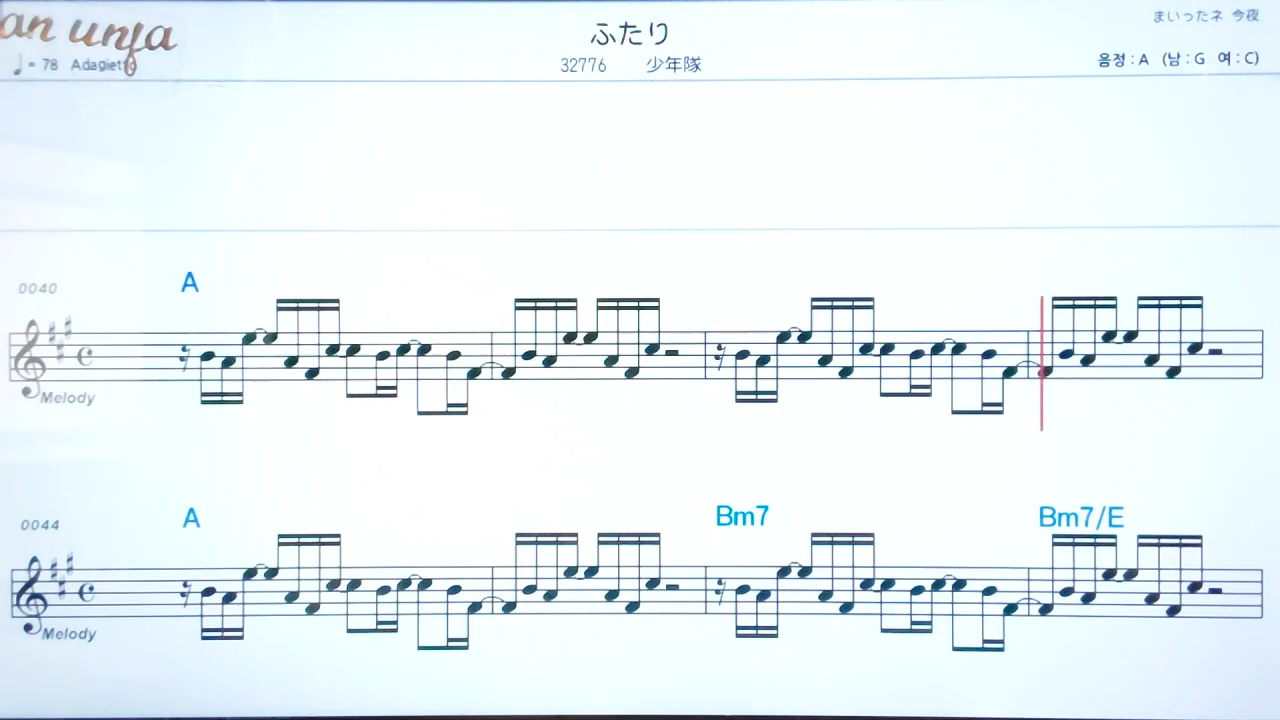 an unfa
♩= 78 Adagietto
ふたり
32776 少年隊
まいったネ 今夜
음정 : A (남 : G 여 : C)
0040
A
Melody
0044
A Bm7 Bm7/E
Melody